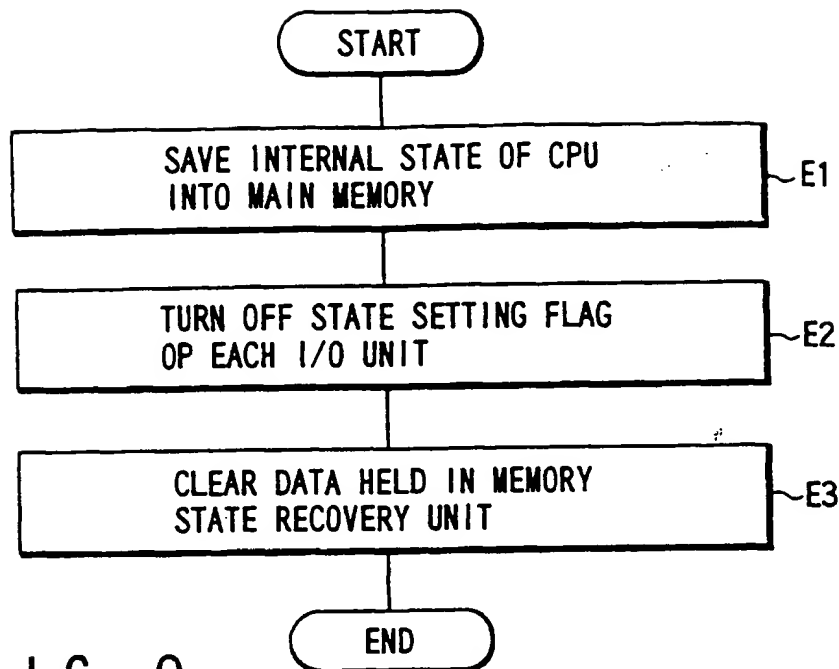 START
SAVE INTERNAL STATE OF CPU
INTO MAIN MEMORY
E1
TURN OFF STATE SETTING FLAG
OP EACH I/O UNIT
E2
CLEAR DATA HELD IN MEMORY
STATE RECOVERY UNIT
E3
END